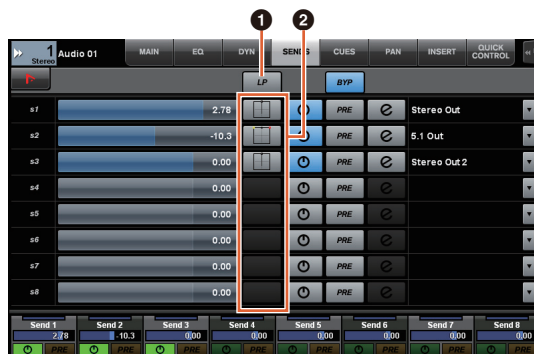 1 2
1 Audio 01 MAIN EQ DYN SENDS CUES PAN INSERT QUICK
Stereo CONTROL
LP BYP
s1 2.78 PRE e Stereo Out
s2 -10.3 PRE e 5.1 Out
s3 0.00 PRE e Stereo Out 2
s4 0.00 PRE e
s5 0.00 PRE e
s6 0.00 PRE e
s7 0.00 PRE e
s8 0.00 PRE e
Send 1 Send 2 Send 3 Send 4 Send 5 Send 6 Send 7 Send 8
2.78 -10.3 0.00 0.00 0.00 0.00 0.00 0.00
PRE PRE PRE PRE PRE PRE PRE PRE